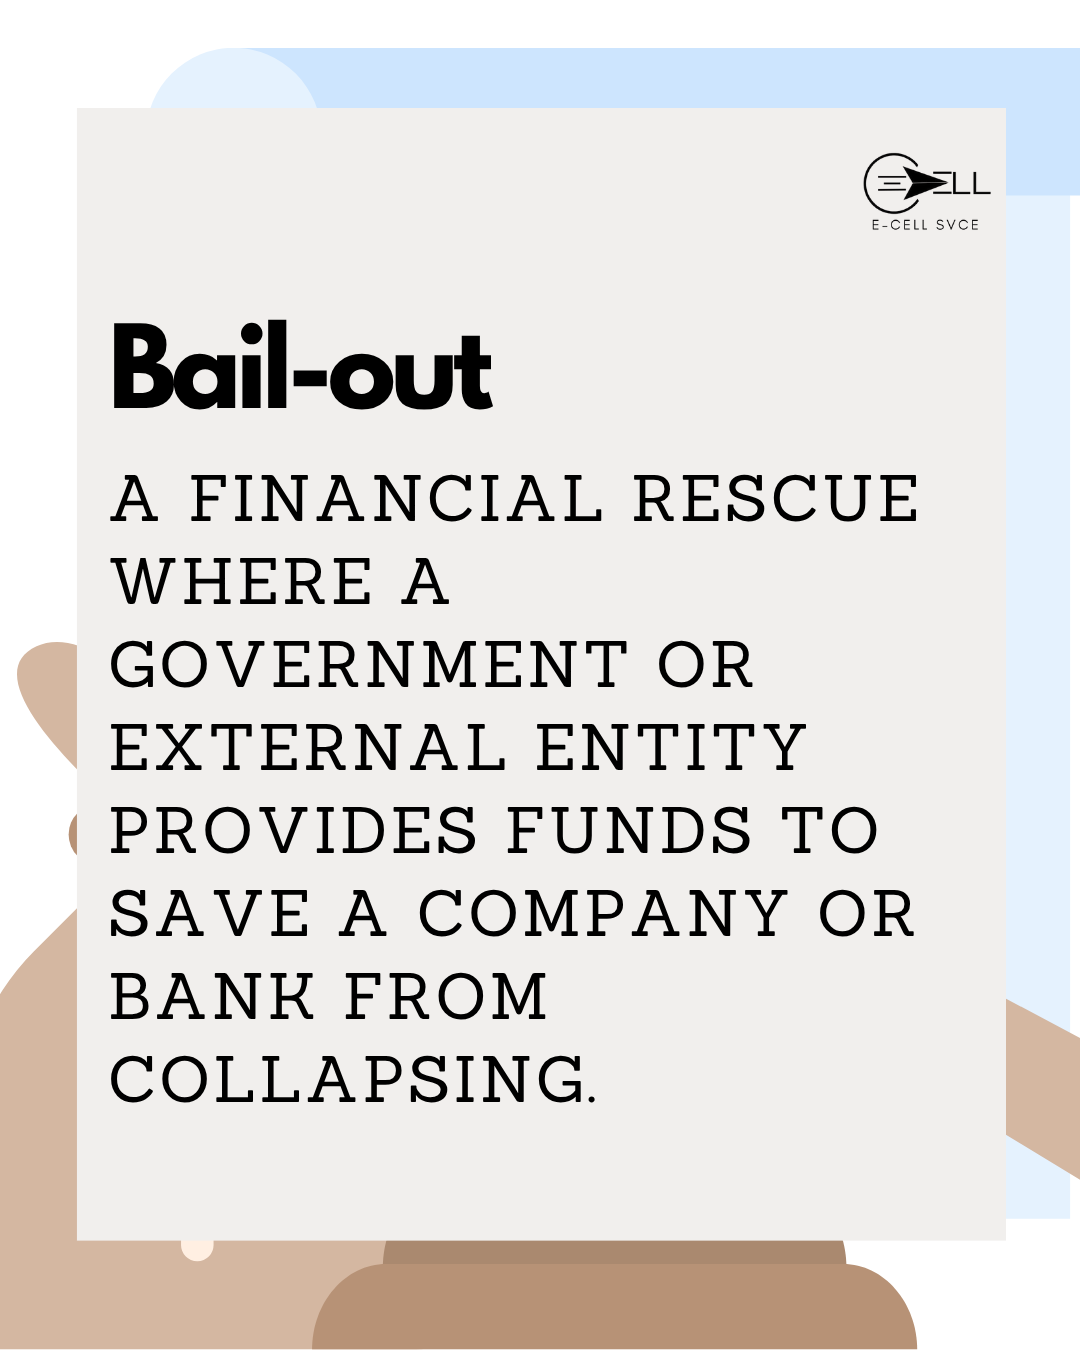 ELL
E-CELL SVCE
Bail-out
A FINANCIAL RESCUE
WHERE A
GOVERNMENT OR
EXTERNAL ENTITY
PROVIDES FUNDS TO
SAVE A COMPANY OR
BANK FROM
COLLAPSING.